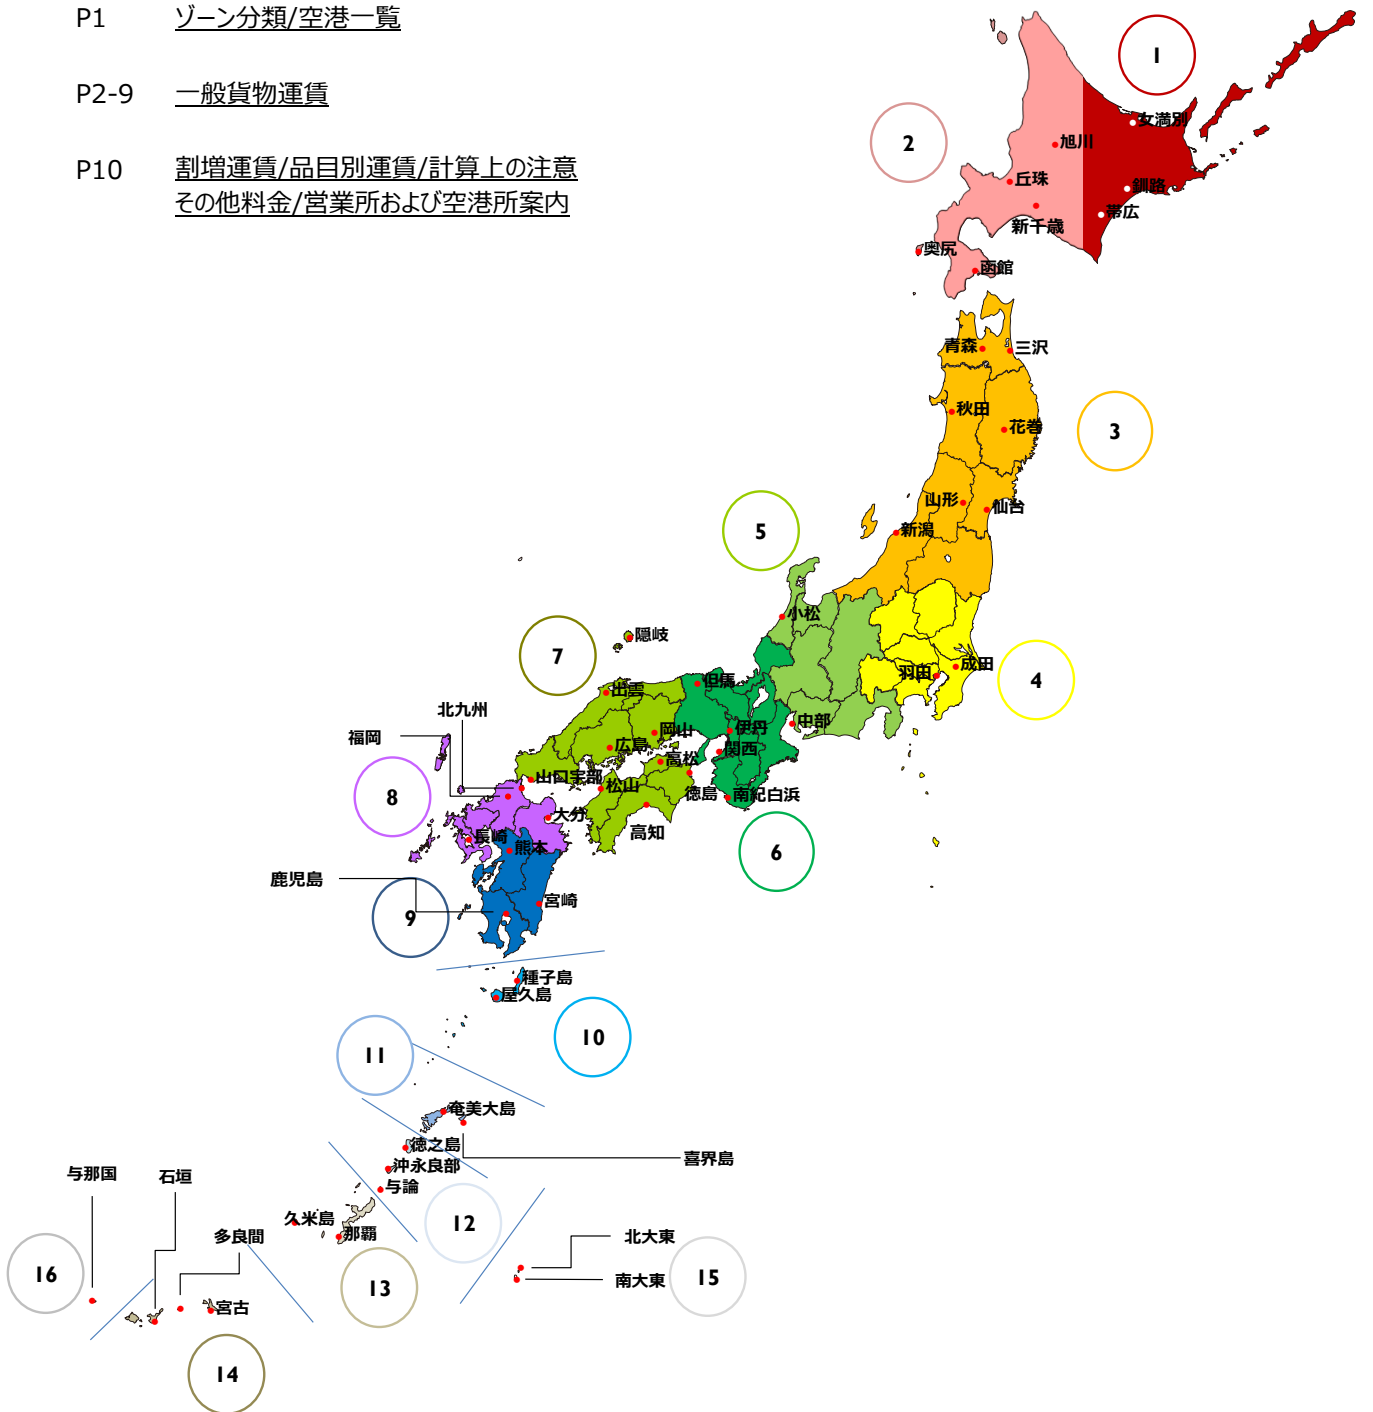 P1 ゾーン分類/空港一覧
P2-9 一般貨物運賃
P10 割増運賃/品目別運賃/計算上の注意
その他料金/営業所および空港所案内
1
2
女満別
旭川
丘珠
釧路
帯広
新千歳
奥尻
函館
青森
三沢
秋田
花巻
3
山形
仙台
新潟
5
小松
隠岐
7
成田
羽田
4
但馬
出雲
北九州
中部
伊丹
岡山
福岡
広島
関西
高松
山口宇部
松山
徳島
南紀白浜
8
大分
高知
長崎
熊本
6
鹿児島
宮崎
9
種子島
屋久島
10
11
奄美大島
徳之島
喜界島
沖永良部
与那国
石垣
与論
久米島
12
多良間
那覇
北大東
16
13
南大東
15
宮古
14